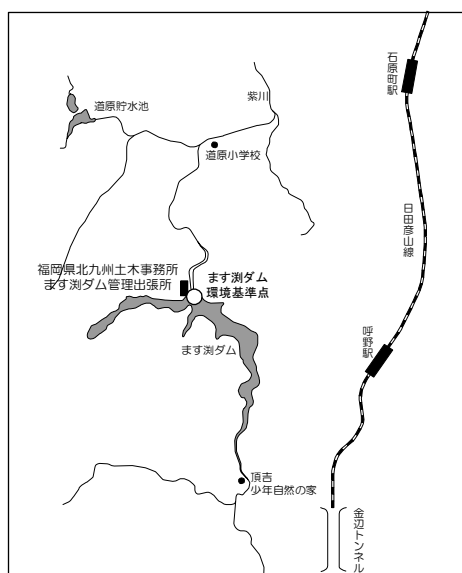 石原町駅
紫川
道原貯水池
道原小学校
日田彦山線
福岡県北九州土木事務所
ます渕ダム管理出張所
ます渕ダム
環境基準点
呼野駅
ます渕ダム
頂吉
少年自然の家
金辺トンネル